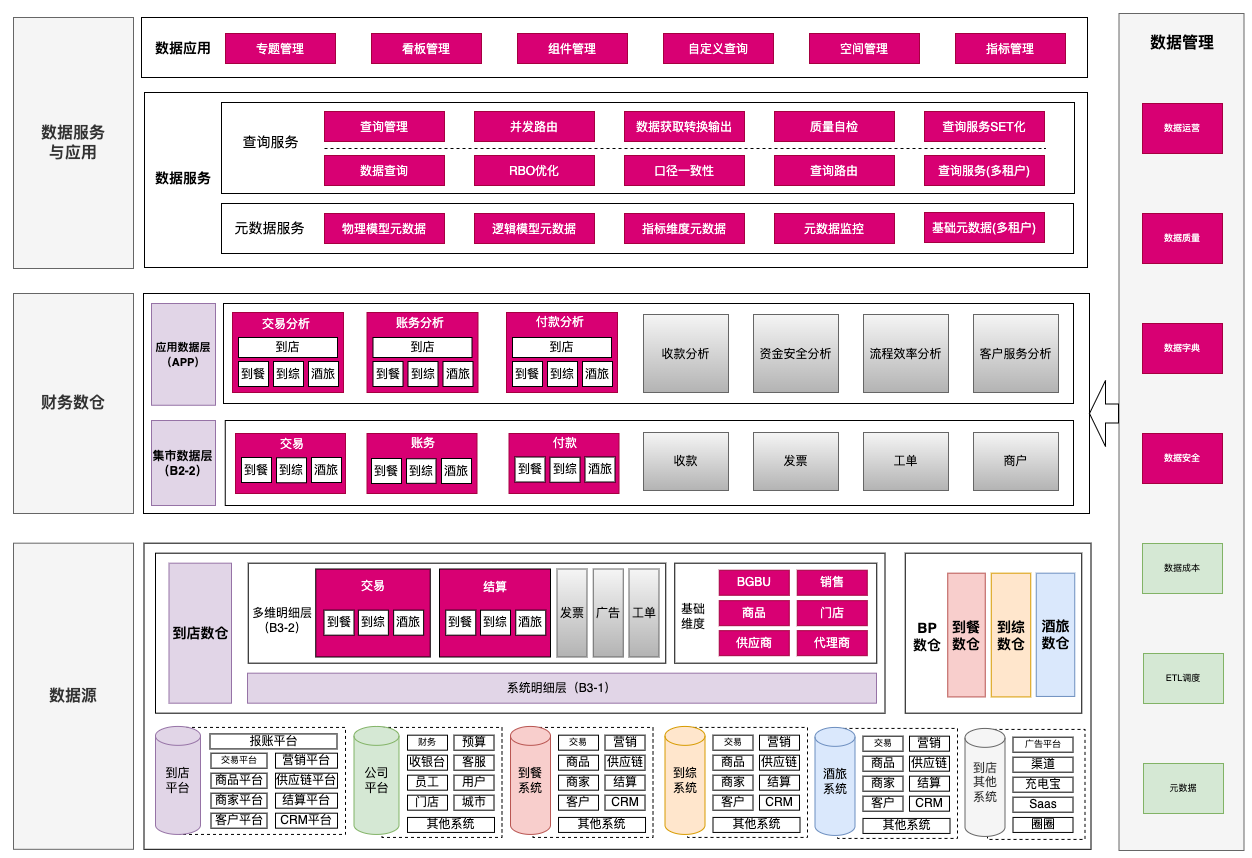 数据服务
与应用
数据应用
专题管理
看板管理
组件管理
自定义查询
空间管理
指标管理
数据服务
查询服务
查询管理
并发路由
数据获取转换输出
质量自检
查询服务SET化
数据查询
RBO优化
口径一致性
查询路由
查询服务(多租户)
元数据服务
物理模型元数据
逻辑模型元数据
指标维度元数据
元数据监控
基础元数据(多租户)
财务数仓
应用数据层
（APP）
交易分析
到店
到餐
到综
酒旅
账务分析
到店
到餐
到综
酒旅
付款分析
到店
到餐
到综
酒旅
收款分析
资金安全分析
流程效率分析
客户服务分析
集市数据层
（B2-2）
交易
到餐
到综
酒旅
账务
到餐
到综
酒旅
付款
到餐
到综
酒旅
收款
发票
工单
商户
数据源
到店数仓
多维明细层
（B3-2）
交易
到餐
到综
酒旅
结算
到餐
到综
酒旅
发票
广告
工单
基础
维度
BGBU
销售
商品
门店
供应商
代理商
系统明细层（B3-1）
BP
数仓
到餐
数仓
到综
数仓
酒旅
数仓
到店
平台
报账平台
交易平台
营销平台
商品平台
供应链平台
商家平台
结算平台
客户平台
CRM平台
公司
平台
财务
预算
收银台
客服
员工
用户
门店
城市
其他系统
到餐
系统
交易
营销
商品
供应链
商家
结算
客户
CRM
其他系统
到综
系统
交易
营销
商品
供应链
商家
结算
客户
CRM
其他系统
酒旅
系统
交易
营销
商品
供应链
商家
结算
客户
CRM
其他系统
到店
其他
系统
广告平台
渠道
充电宝
Saas
圈圈
数据管理
数据运营
数据质量
数据字典
数据安全
数据成本
ETL调度
元数据